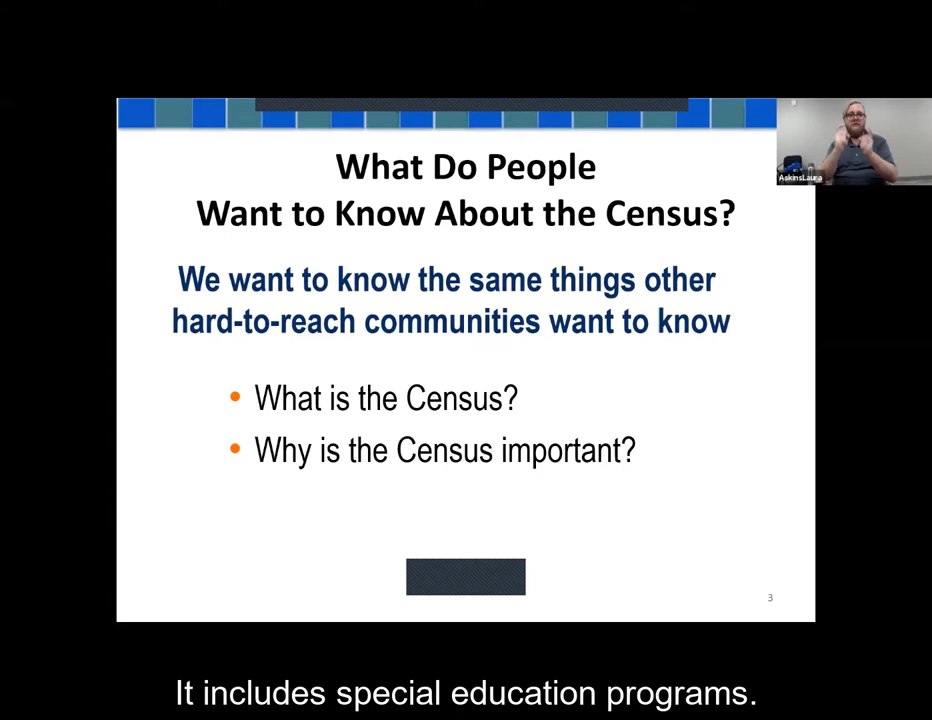 What Do People
Want to Know About the Census?
We want to know the same things other
hard-to-reach communities want to know
• What is the Census?
• Why is the Census important?
3
AskinsLaura
It includes special education programs.